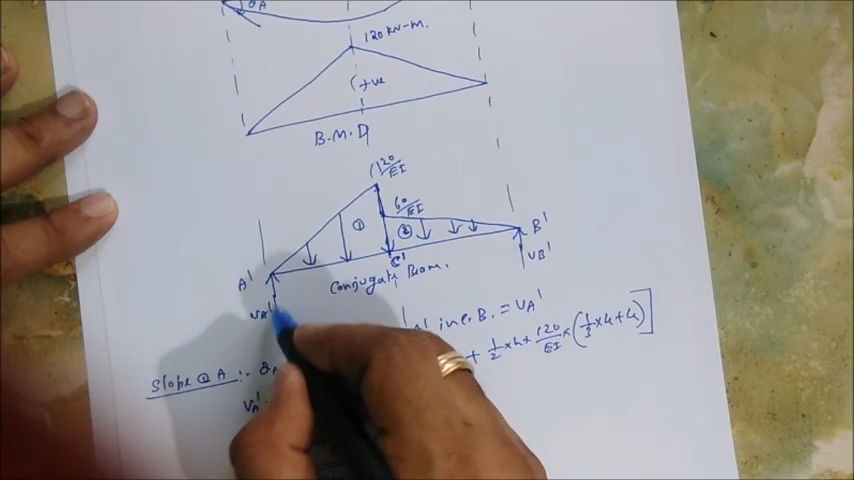 θA
120 KN-M.
(+ve
B.M.D
120/EI
60/EI
①
②
A'
B'
C'
VA'
VB'
Conjugate Beam.
A' in C.B. = VA'
Slope @ A :- θA
+ 1/2 × 4 × 120/EI × (1/3 × 4 + 4)]
VA'